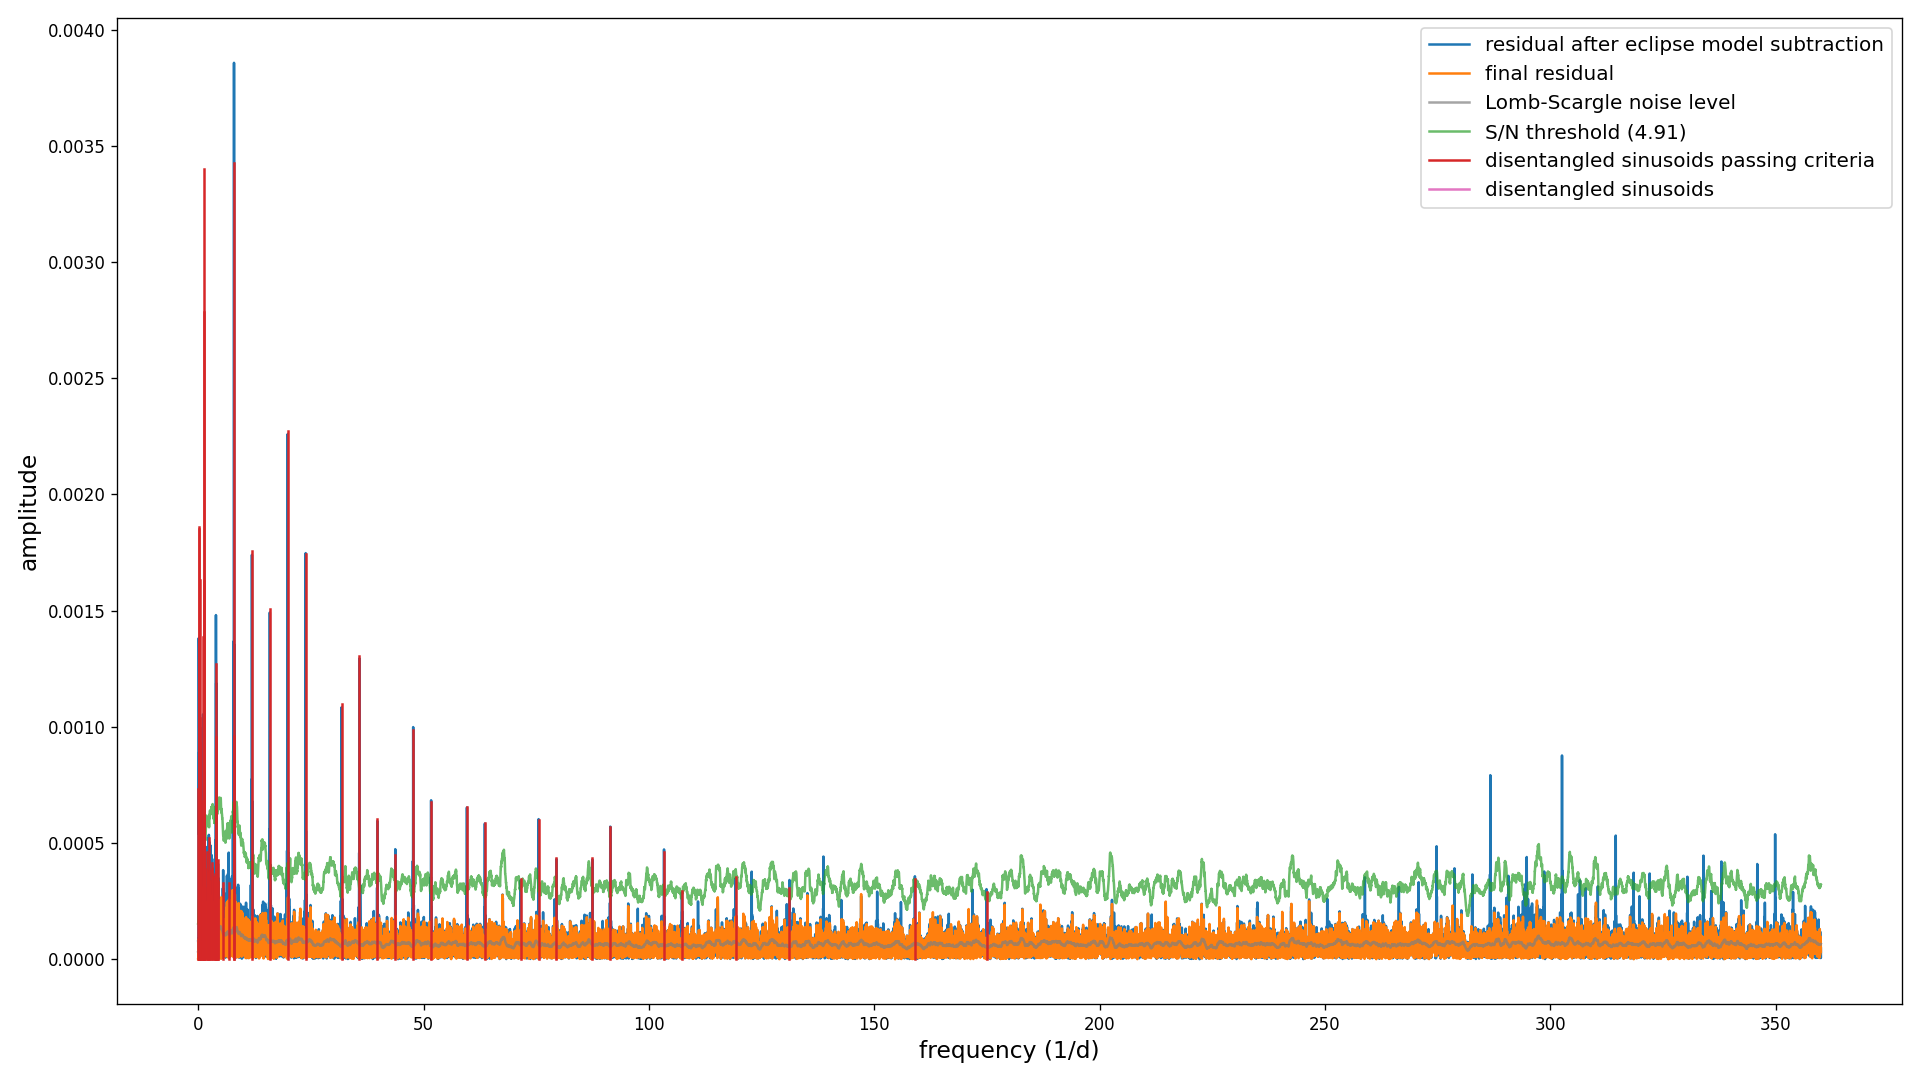 0.0040
0.0035
0.0030
0.0025
0.0020
0.0015
0.0010
0.0005
0.0000
amplitude
0 50 100 150 200 250 300 350
frequency (1/d)
residual after eclipse model subtraction
final residual
Lomb-Scargle noise level
S/N threshold (4.91)
disentangled sinusoids passing criteria
disentangled sinusoids